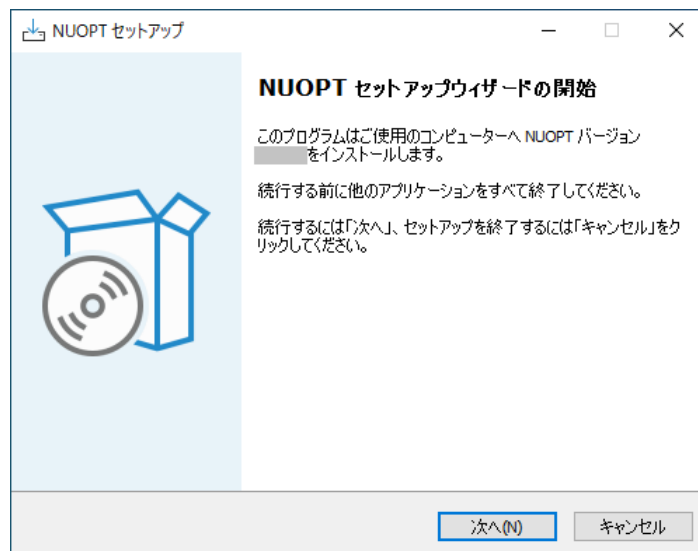 NUOPT セットアップ
NUOPT セットアップウィザードの開始
このプログラムはご使用のコンピューターへ NUOPT バージョン
をインストールします。
続行する前に他のアプリケーションをすべて終了してください。
続行するには「次へ」、セットアップを終了するには「キャンセル」をク
リックしてください。
次へ(N)
キャンセル